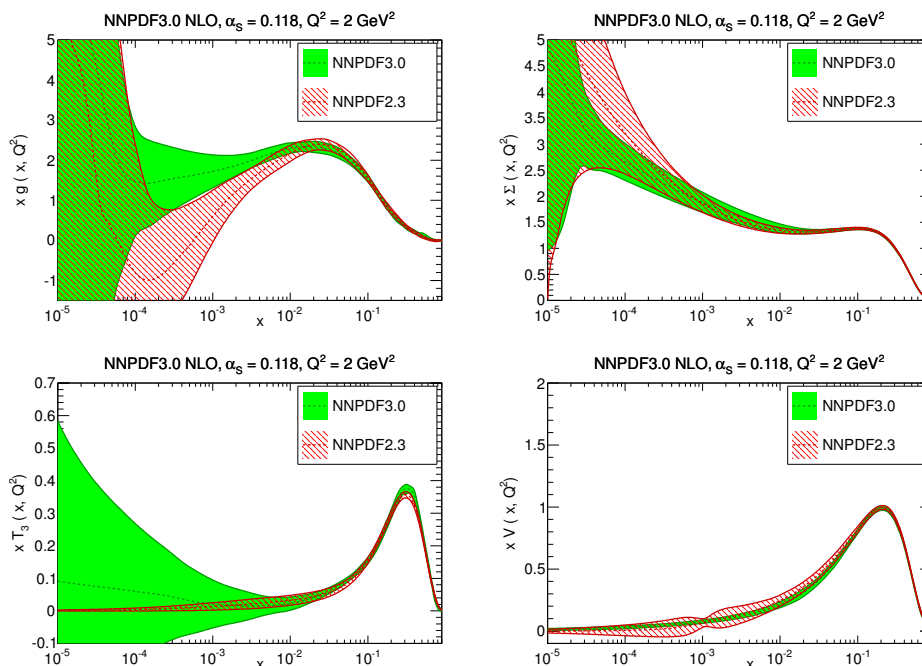 NNPDF3.0 NLO, α_S = 0.118, Q² = 2 GeV²
x g ( x, Q²)
5
4
3
2
1
0
-1
NNPDF3.0
NNPDF2.3
10⁻⁵ 10⁻⁴ 10⁻³ 10⁻² 10⁻¹
x
NNPDF3.0 NLO, α_S = 0.118, Q² = 2 GeV²
x Σ ( x, Q²)
5
4.5
4
3.5
3
2.5
2
1.5
1
0.5
0
NNPDF3.0
NNPDF2.3
10⁻⁵ 10⁻⁴ 10⁻³ 10⁻² 10⁻¹
x
NNPDF3.0 NLO, α_S = 0.118, Q² = 2 GeV²
x T₃ ( x, Q²)
0.7
0.6
0.5
0.4
0.3
0.2
0.1
0
-0.1
NNPDF3.0
NNPDF2.3
10⁻⁵ 10⁻⁴ 10⁻³ 10⁻² 10⁻¹
x
NNPDF3.0 NLO, α_S = 0.118, Q² = 2 GeV²
x V ( x, Q²)
2
1.5
1
0.5
0
NNPDF3.0
NNPDF2.3
10⁻⁵ 10⁻⁴ 10⁻³ 10⁻² 10⁻¹
x